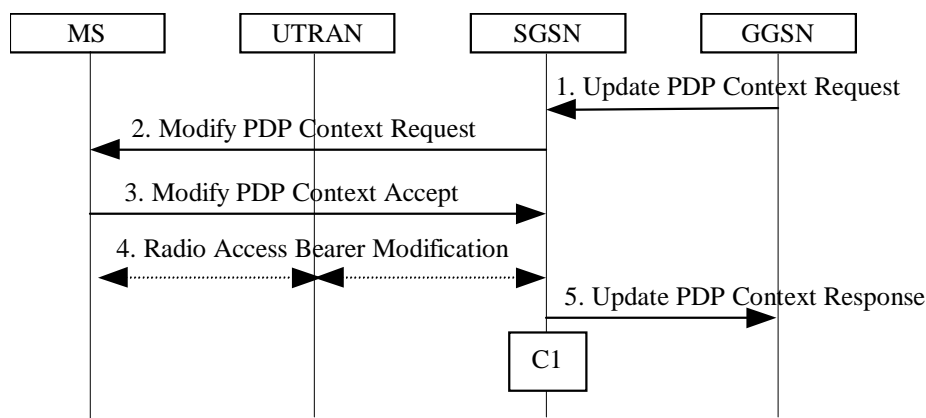 MS
UTRAN
SGSN
GGSN
1. Update PDP Context Request
2. Modify PDP Context Request
3. Modify PDP Context Accept
4. Radio Access Bearer Modification
5. Update PDP Context Response
C1